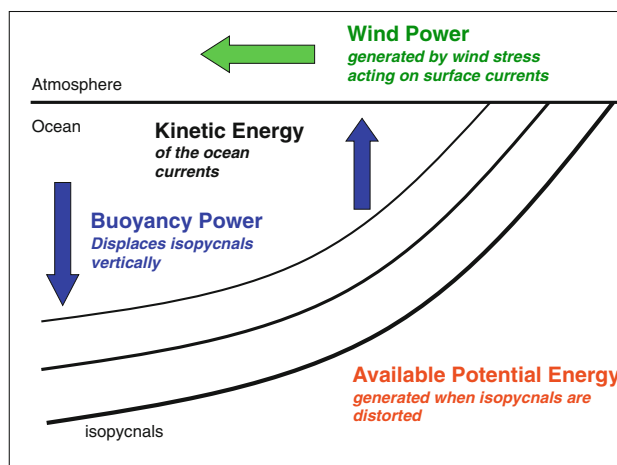 Wind Power
generated by wind stress
acting on surface currents
Atmosphere
Ocean
Kinetic Energy
of the ocean
currents
Buoyancy Power
Displaces isopycnals
vertically
Available Potential Energy
generated when isopycnals are
distorted
isopycnals